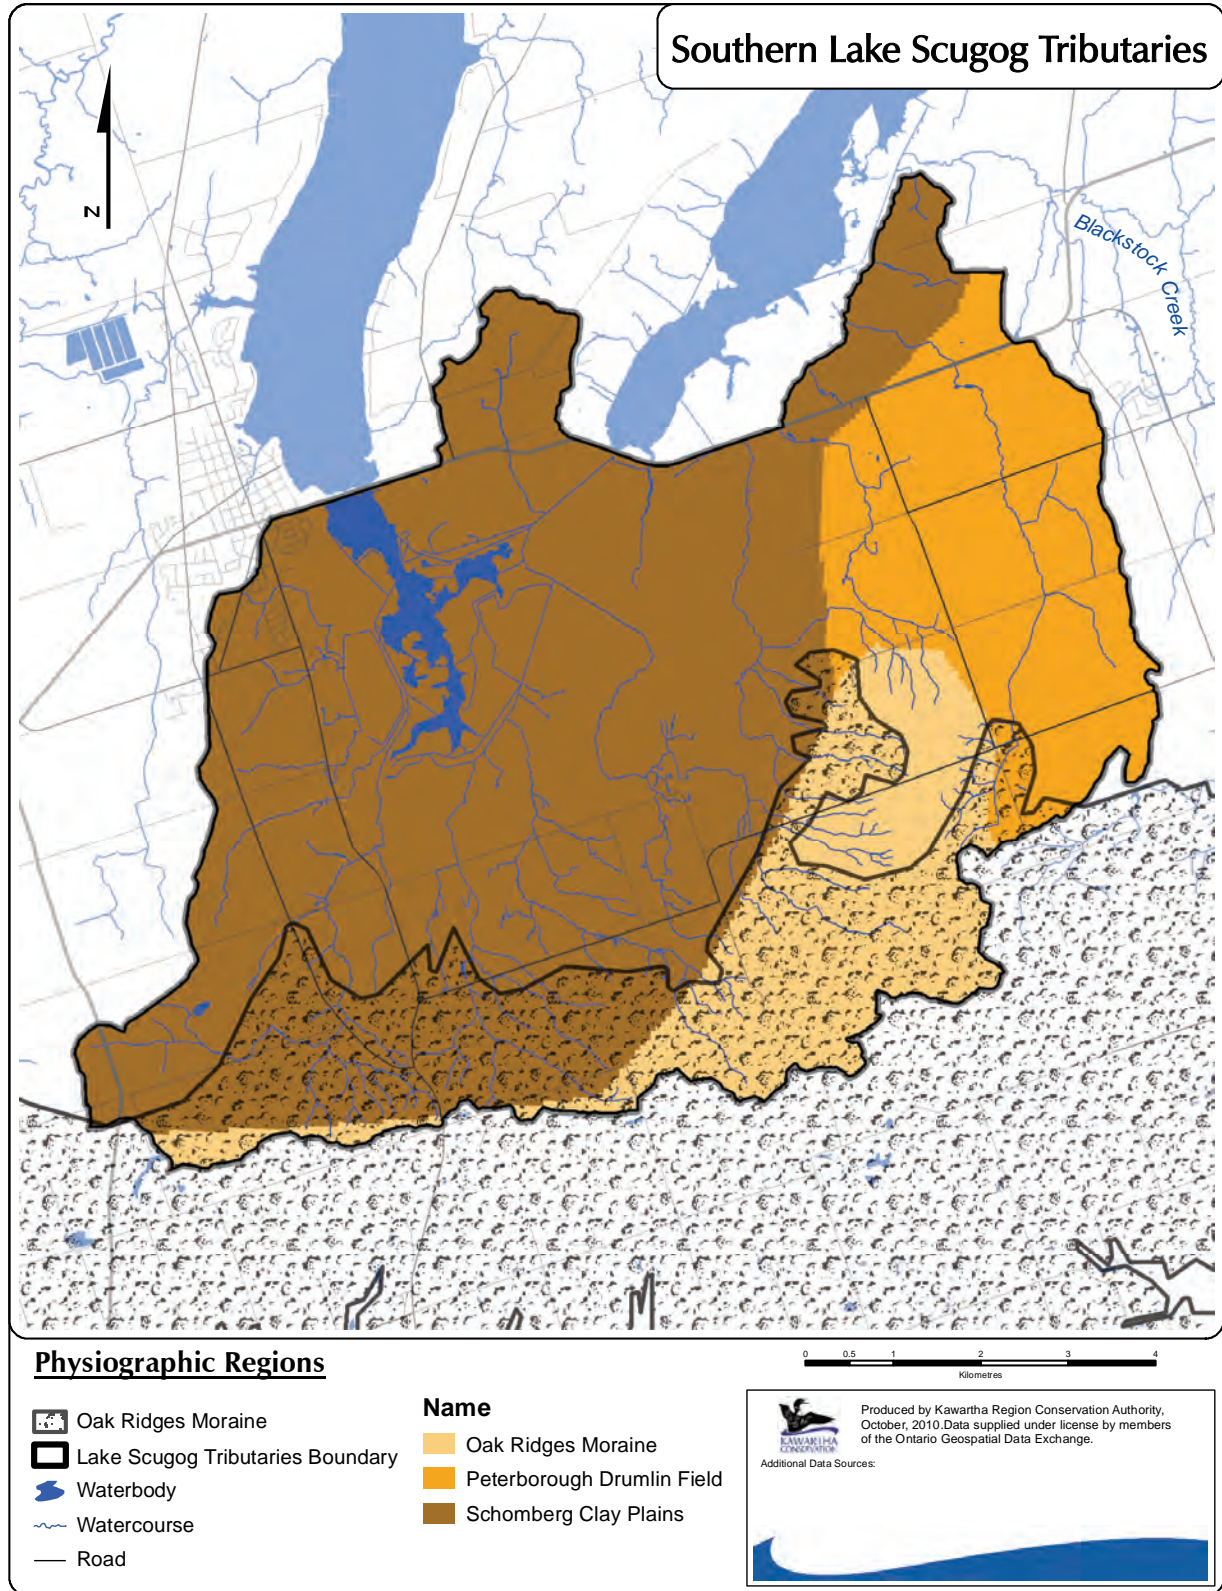 Southern Lake Scugog Tributaries
N
Blackstock Creek
Physiographic Regions
Oak Ridges Moraine
Lake Scugog Tributaries Boundary
Waterbody
Watercourse
Road
Name
Oak Ridges Moraine
Peterborough Drumlin Field
Schomberg Clay Plains
0 0.5 1 2 3 4
Kilometres
KAWARTHA
CONSERVATION
Produced by Kawartha Region Conservation Authority,
October, 2010.Data supplied under license by members
of the Ontario Geospatial Data Exchange.
Additional Data Sources: